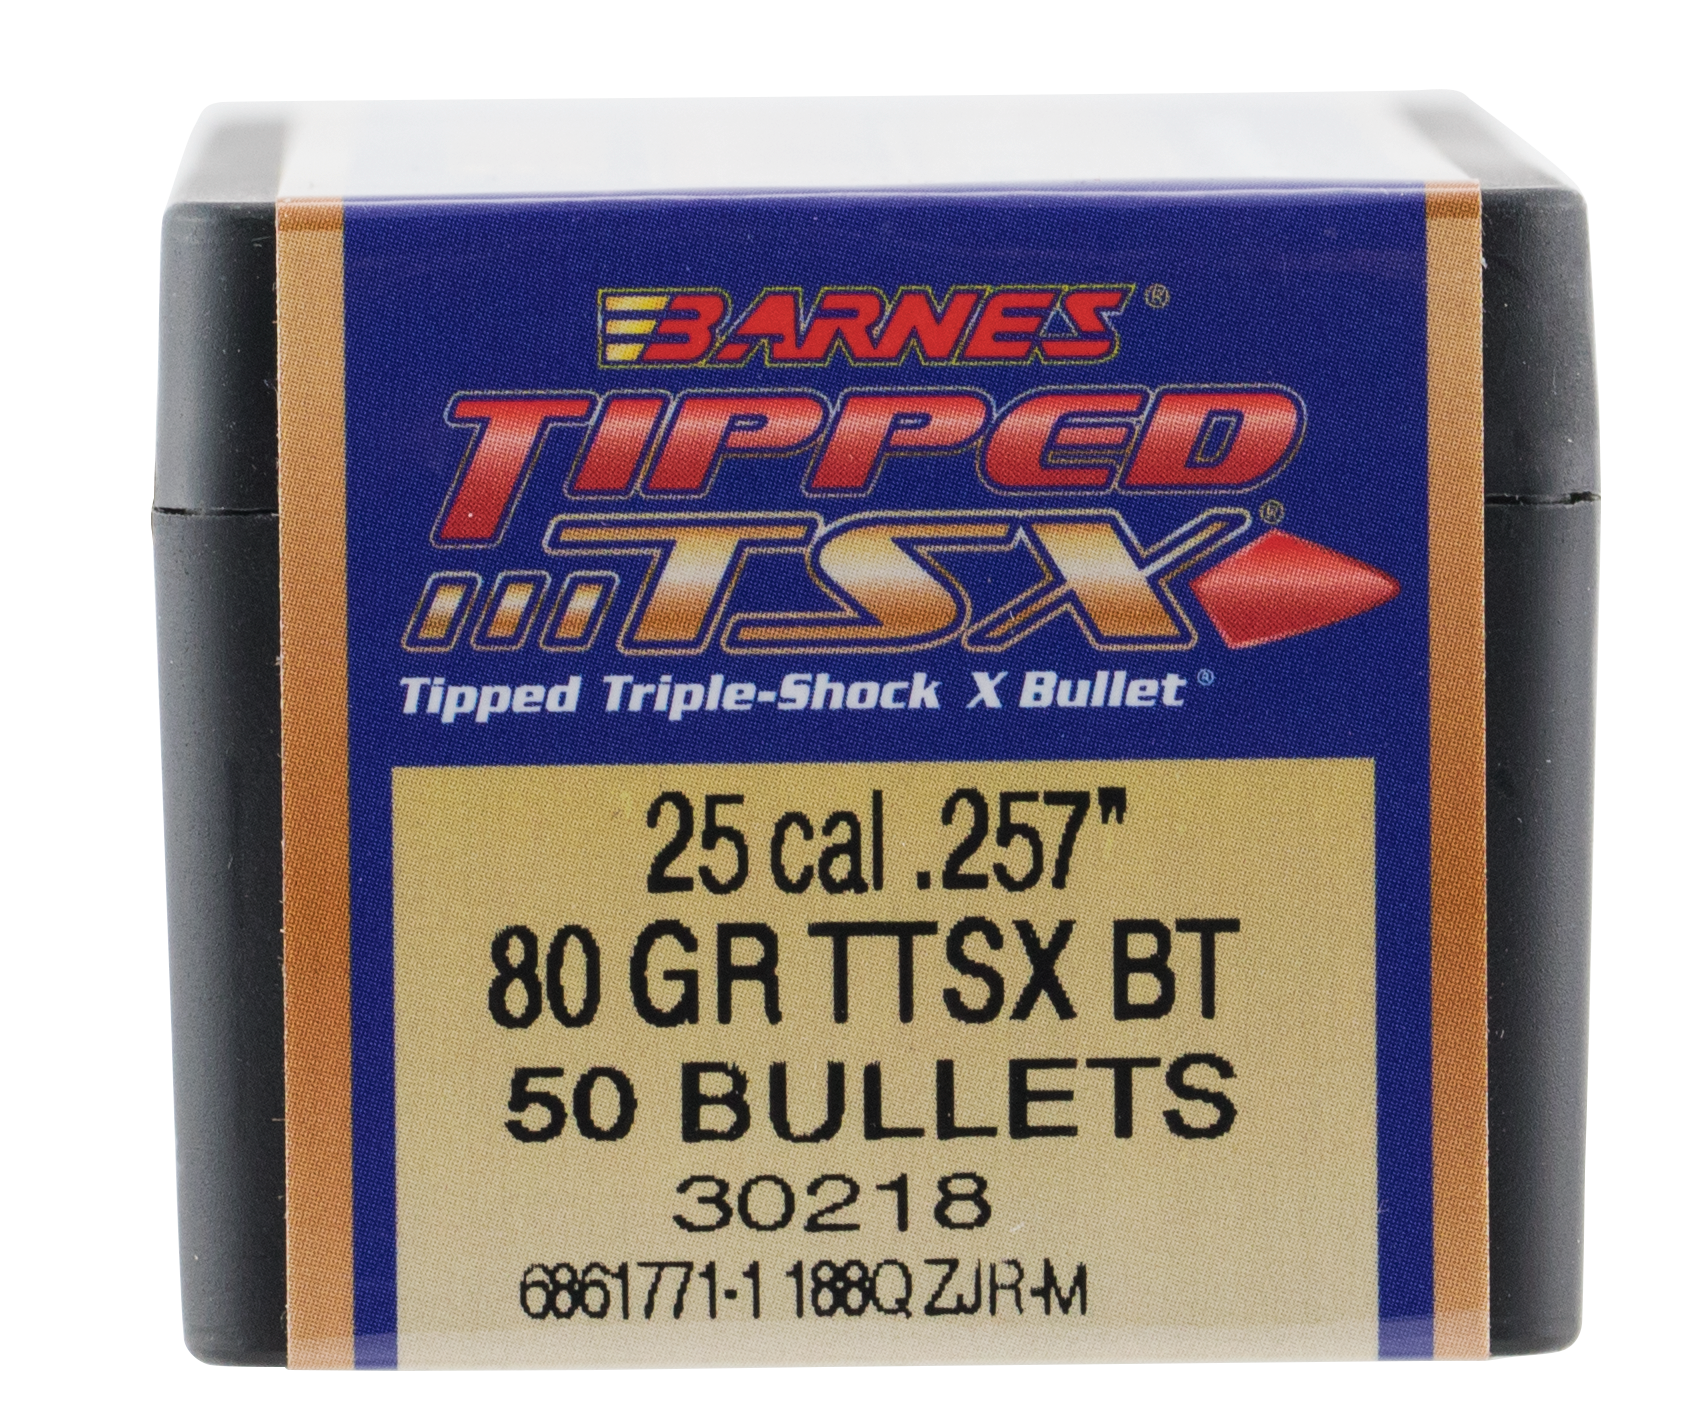 BARNES®
TIPPED
TSX®
Tipped Triple-Shock X Bullet®
25 cal .257"
80 GR TTSX BT
50 BULLETS
30218
6861771-1 188Q ZJR-M